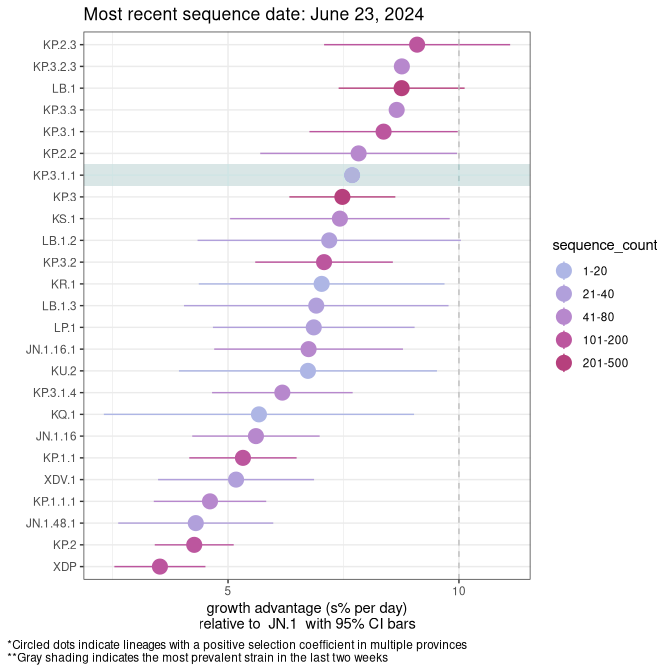 Most recent sequence date: June 23, 2024
KP.2.3
KP.3.2.3
LB.1
KP.3.3
KP.3.1
KP.2.2
KP.3.1.1
KP.3
KS.1
LB.1.2
KP.3.2
KR.1
LB.1.3
LP.1
JN.1.16.1
KU.2
KP.3.1.4
KQ.1
JN.1.16
KP.1.1
XDV.1
KP.1.1.1
JN.1.48.1
KP.2
XDP
5 10
growth advantage (s% per day)
relative to JN.1 with 95% CI bars
sequence_count
1-20
21-40
41-80
101-200
201-500
*Circled dots indicate lineages with a positive selection coefficient in multiple provinces
**Gray shading indicates the most prevalent strain in the last two weeks